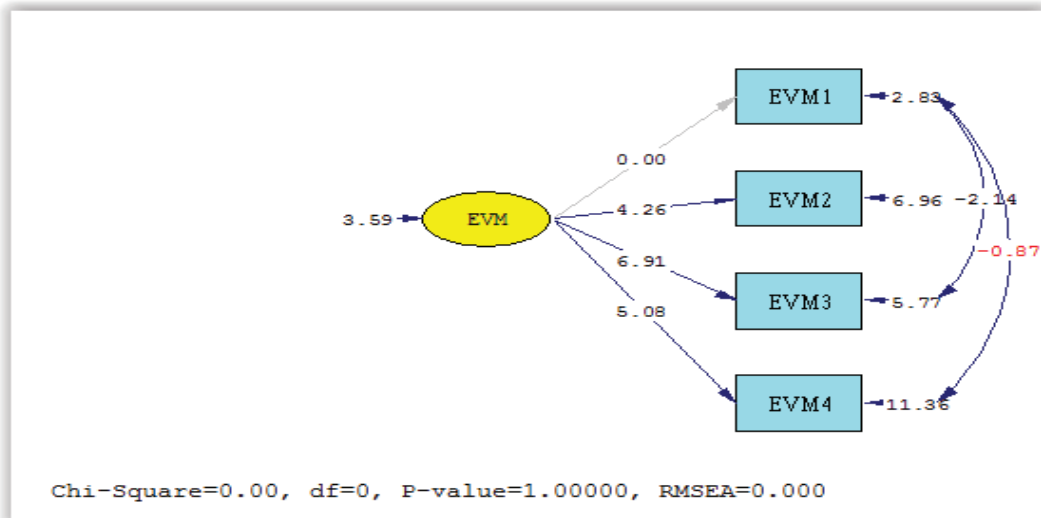 EVM1
2.83
0.00
EVM2
6.96
-2.14
3.59
EVM
4.26
-0.87
6.91
EVM3
5.77
5.08
EVM4
11.36
Chi-Square=0.00, df=0, P-value=1.00000, RMSEA=0.000